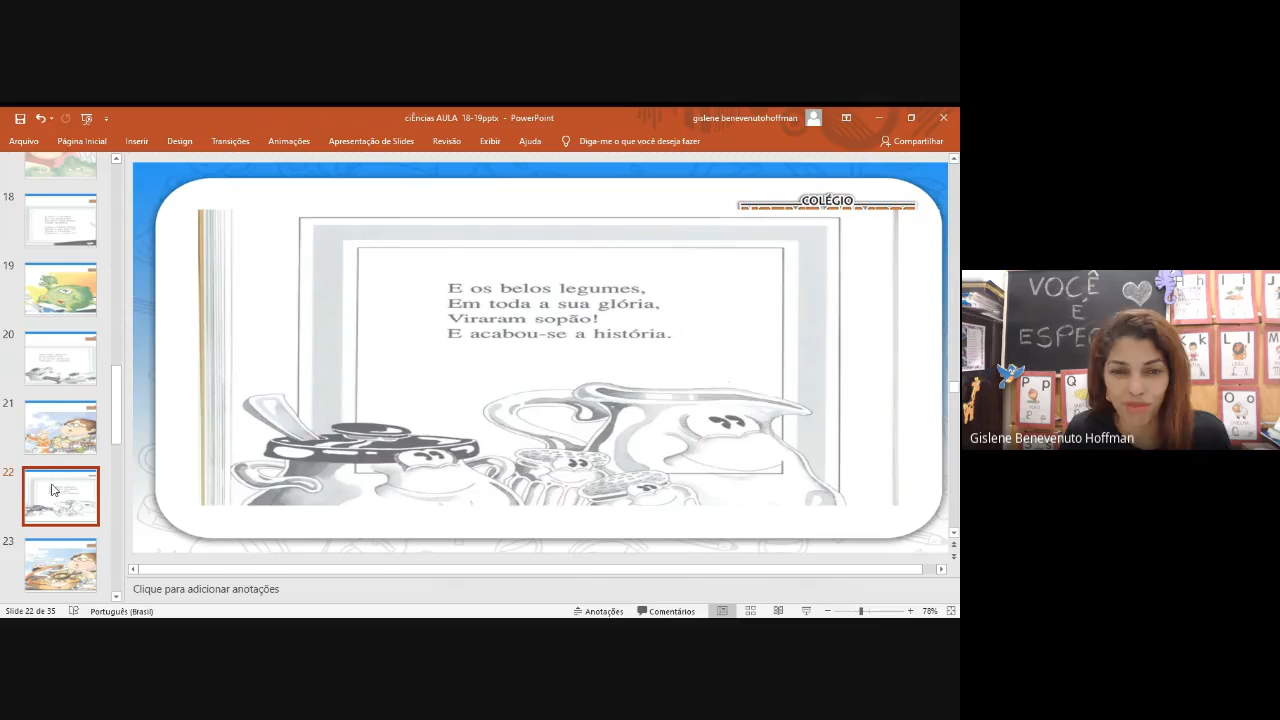 ciÊncias AULA 18-19pptx - PowerPoint
gislene benevenutohoffman
Arquivo Página Inicial Inserir Design Transições Animações Apresentação de Slides Revisão Exibir Ajuda Diga-me o que você deseja fazer Compartilhar
18
19
20
21
22
23
COLÉGIO
E os belos legumes,
Em toda a sua glória,
Viraram sopão!
E acabou-se a história.
Clique para adicionar anotações
Slide 22 de 35 Português (Brasil) Anotações Comentários 78%
VOCÊ
É
ESPEC
h I j
K k L l M
P p Q
O o
Gislene Benevenuto Hoffman